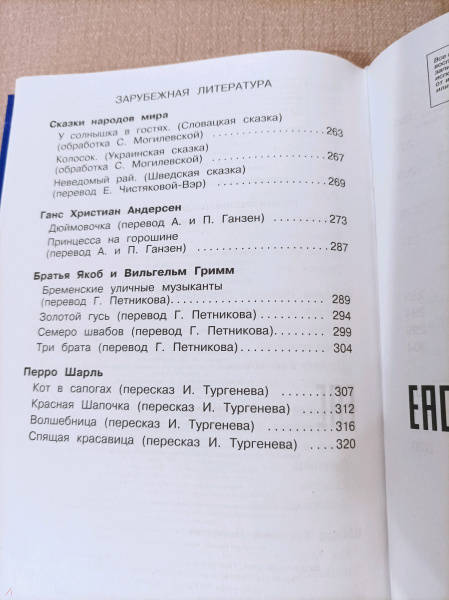 ЗАРУБЕЖНАЯ ЛИТЕРАТУРА
Сказки народов мира
У солнышка в гостях. (Словацкая сказка)
(обработка С. Могилевской) . . . . . . . . . . . . . . . 263
Колосок. (Украинская сказка)
(обработка С. Могилевской) . . . . . . . . . . . . . . . 267
Неведомый рай. (Шведская сказка)
(перевод Е. Чистяковой-Вэр) . . . . . . . . . . . . . . 269
Ганс Христиан Андерсен
Дюймовочка (перевод А. и П. Ганзен) . . . . . . 273
Принцесса на горошине
(перевод А. и П. Ганзен) . . . . . . . . . . . . . . . . . 287
Братья Якоб и Вильгельм Гримм
Бременские уличные музыканты
(перевод Г. Петникова). . . . . . . . . . . . . . . . . . . 289
Золотой гусь (перевод Г. Петникова) . . . . . . . 294
Семеро швабов (перевод Г. Петникова) . . . . . 299
Три брата (перевод Г. Петникова). . . . . . . . . . 304
Перро Шарль
Кот в сапогах (пересказ И. Тургенева) . . . . . . 307
Красная Шапочка (пересказ И. Тургенева) . . . 312
Волшебница (пересказ И. Тургенева) . . . . . . . 316
Спящая красавица (пересказ И. Тургенева) . . . . 320
Все
EAC